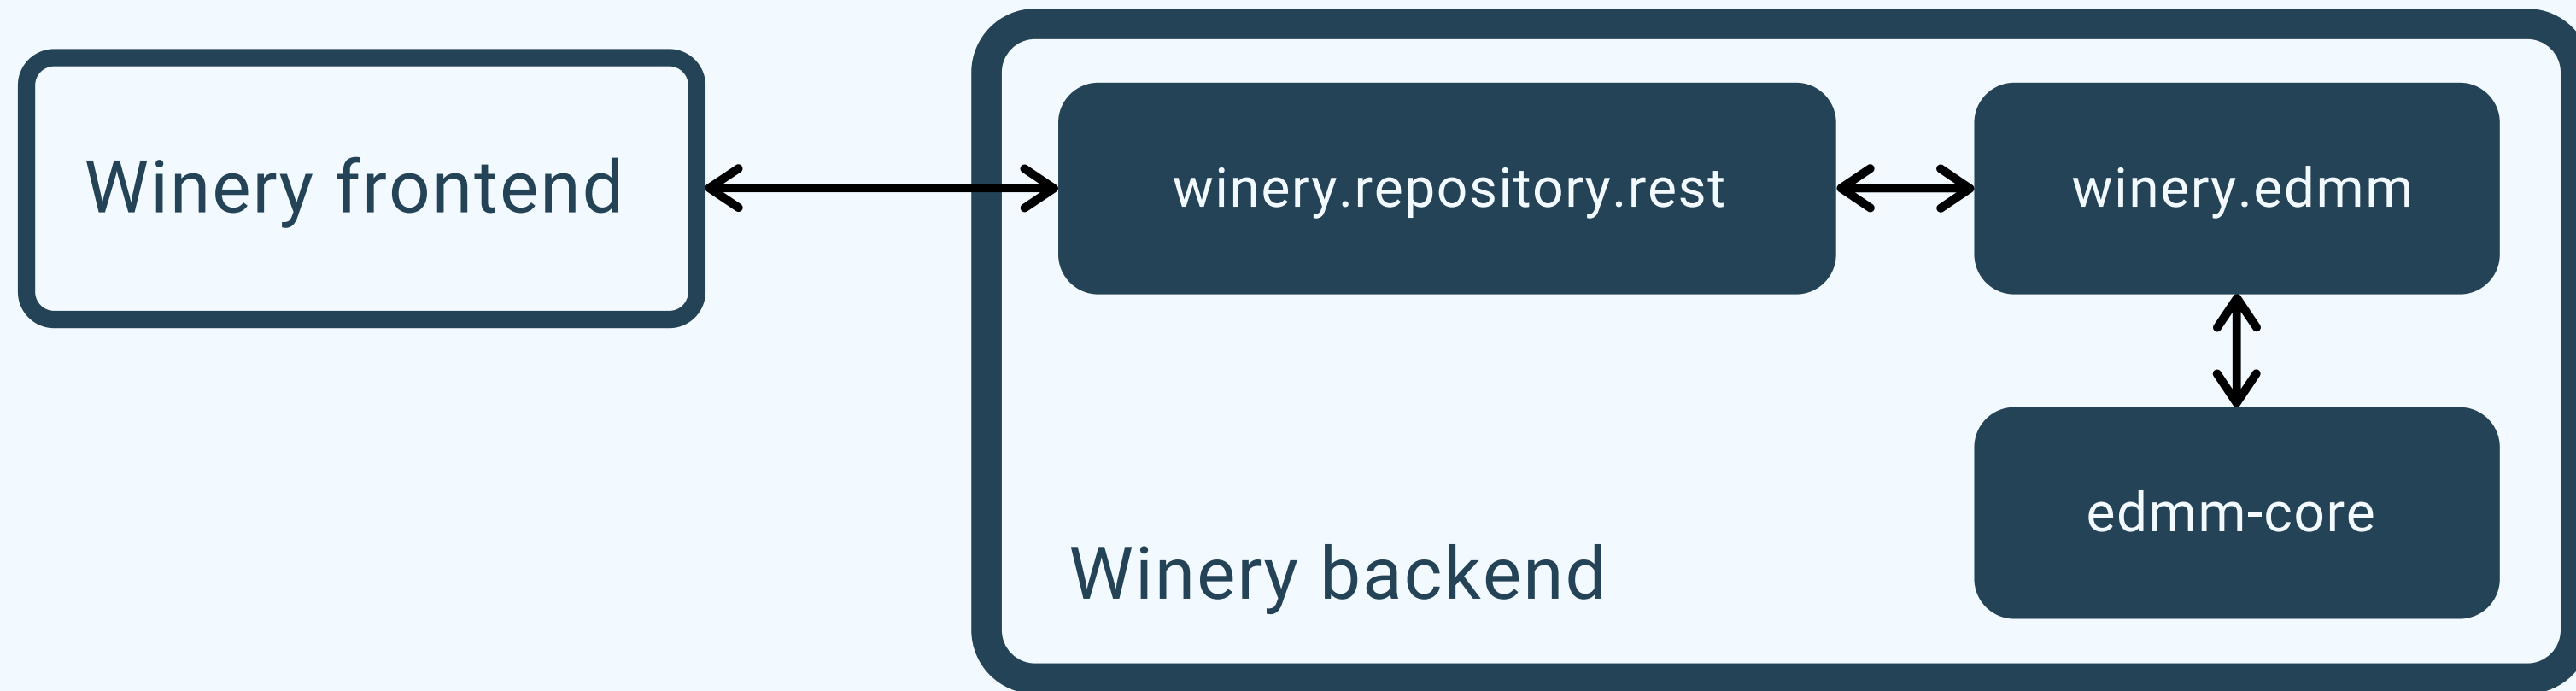 Winery frontend
winery.repository.rest
winery.edmm
edmm-core
Winery backend